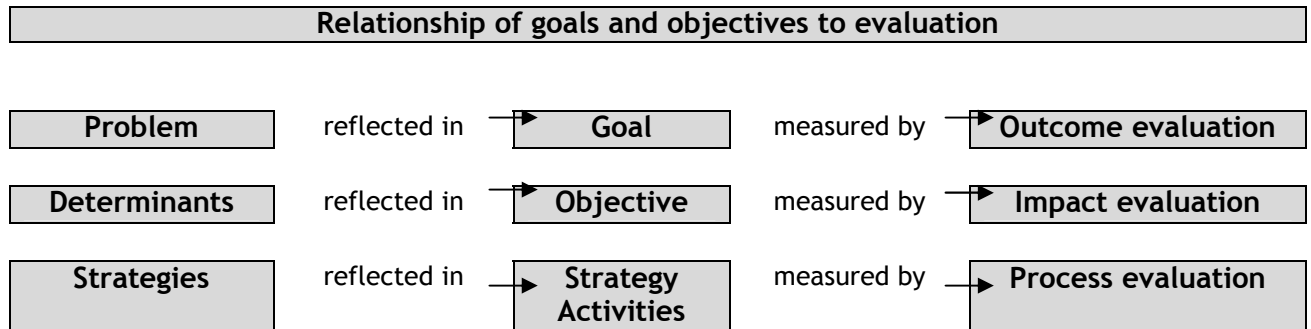 Relationship of goals and objectives to evaluation
Problem reflected in Goal measured by Outcome evaluation
Determinants reflected in Objective measured by Impact evaluation
Strategies reflected in Strategy measured by Process evaluation
Activities